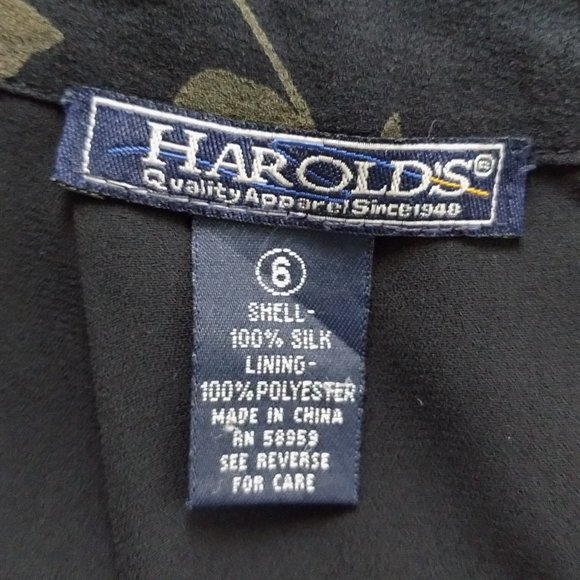 HAROLD'S®
Quality Apparel Since 1948
6
SHELL-
100% SILK
LINING-
100% POLYESTER
MADE IN CHINA
RN 58959
SEE REVERSE
FOR CARE